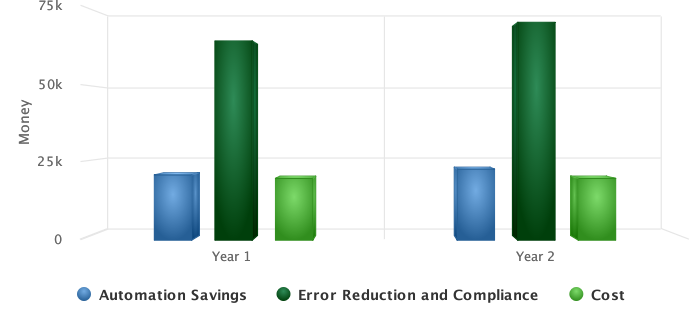 75k
50k
25k
0
Money
Year 1
Year 2
Automation Savings
Error Reduction and Compliance
Cost